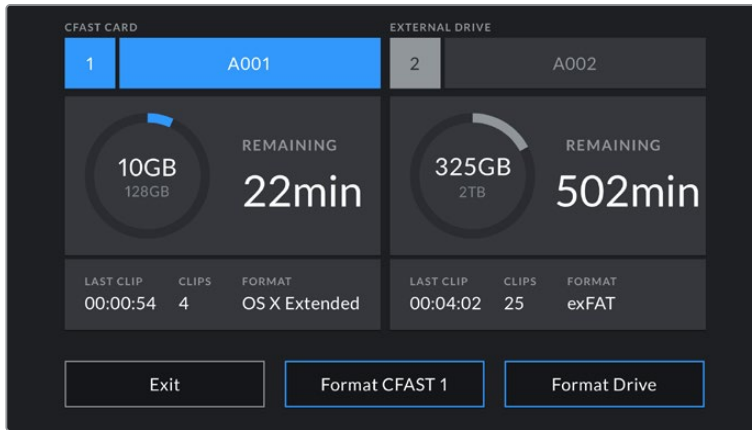 CFAST CARD
1 A001
10GB
128GB
REMAINING
22min
LAST CLIP CLIPS FORMAT
00:00:54 4 OS X Extended
EXTERNAL DRIVE
2 A002
325GB
2TB
REMAINING
502min
LAST CLIP CLIPS FORMAT
00:04:02 25 exFAT
Exit Format CFAST 1 Format Drive